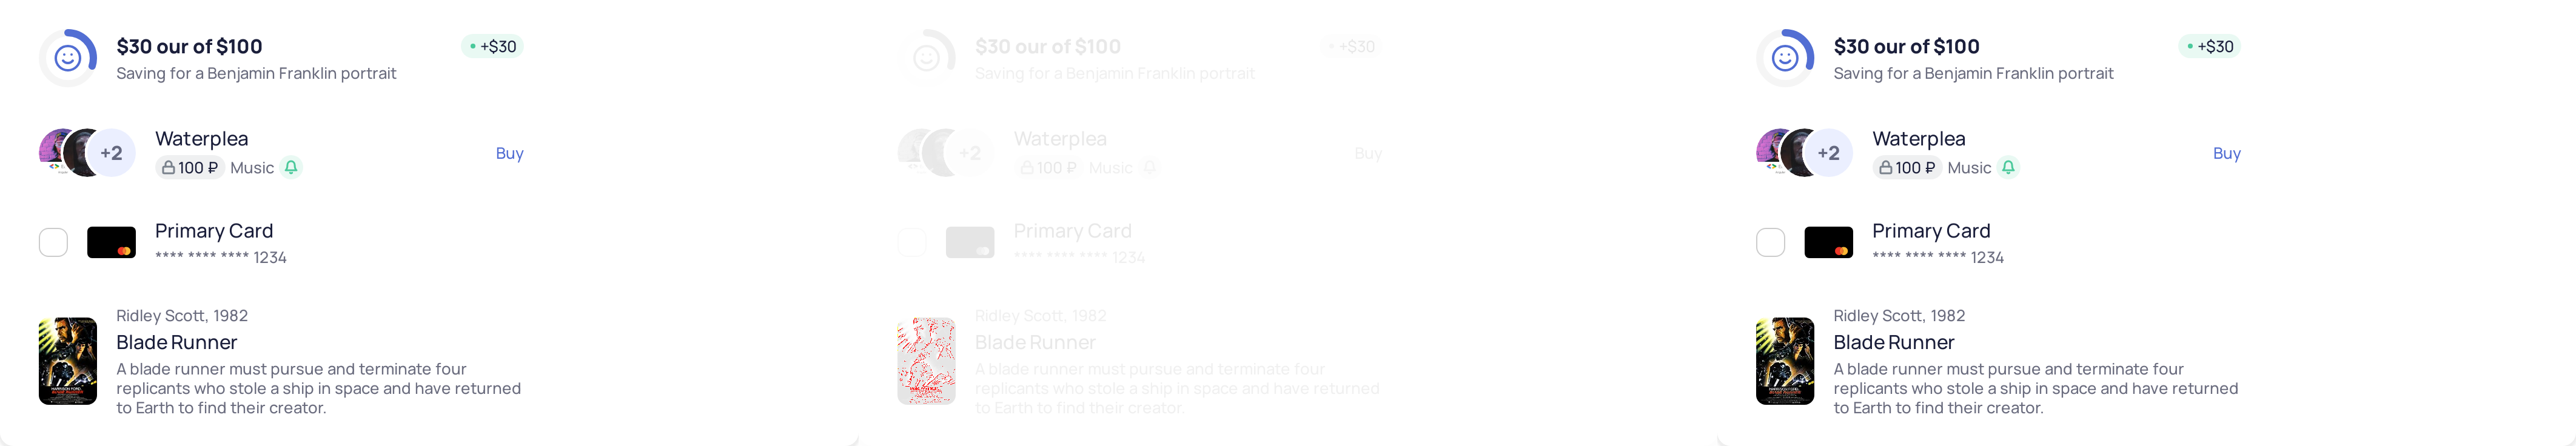 $30 our of $100
+$30
Saving for a Benjamin Franklin portrait
+2
Waterplea
100 ₽ Music
Buy
Primary Card
**** **** **** 1234
Ridley Scott, 1982
Blade Runner
A blade runner must pursue and terminate four
replicants who stole a ship in space and have returned
to Earth to find their creator.
$30 our of $100
+$30
Saving for a Benjamin Franklin portrait
+2
Waterplea
100 ₽ Music
Buy
Primary Card
**** **** **** 1234
Ridley Scott, 1982
Blade Runner
A blade runner must pursue and terminate four
replicants who stole a ship in space and have returned
to Earth to find their creator.
$30 our of $100
+$30
Saving for a Benjamin Franklin portrait
+2
Waterplea
100 ₽ Music
Buy
Primary Card
**** **** **** 1234
Ridley Scott, 1982
Blade Runner
A blade runner must pursue and terminate four
replicants who stole a ship in space and have returned
to Earth to find their creator.